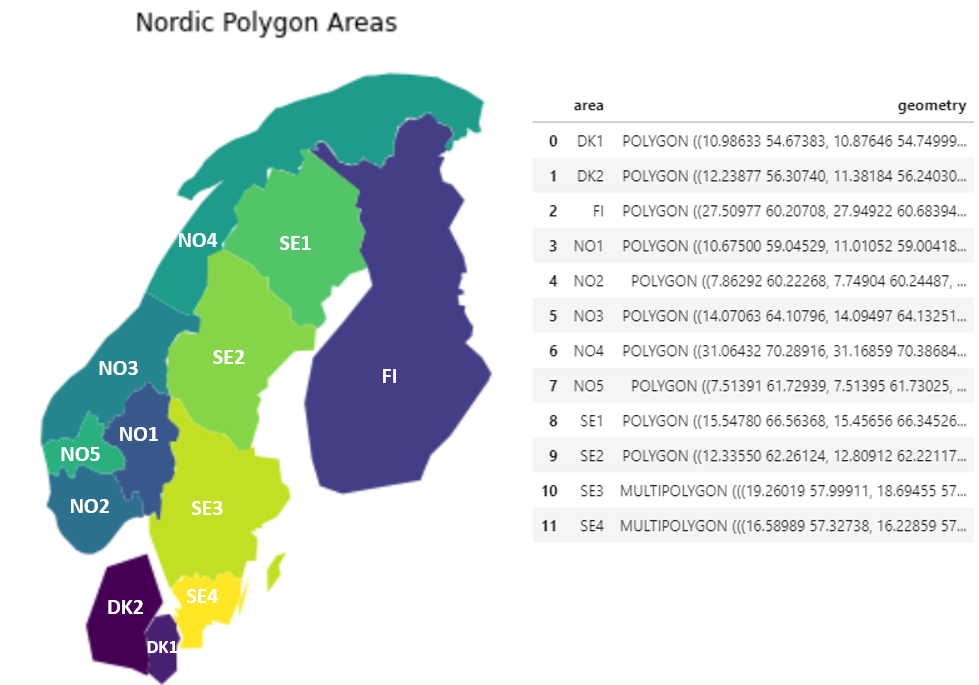 Nordic Polygon Areas
NO4
SE1
NO3
SE2
FI
NO1
NO5
NO2
SE3
DK2
SE4
DK1
area geometry
0 DK1 POLYGON ((10.98633 54.67383, 10.87646 54.74999...
1 DK2 POLYGON ((12.23877 56.30740, 11.38184 56.24030...
2 FI POLYGON ((27.50977 60.20708, 27.94922 60.68394...
3 NO1 POLYGON ((10.67500 59.04529, 11.01052 59.00418...
4 NO2 POLYGON ((7.86292 60.22268, 7.74904 60.24487, ...
5 NO3 POLYGON ((14.07063 64.10796, 14.09497 64.13251...
6 NO4 POLYGON ((31.06432 70.28916, 31.16859 70.38684...
7 NO5 POLYGON ((7.51391 61.72939, 7.51395 61.73025, ...
8 SE1 POLYGON ((15.54780 66.56368, 15.45656 66.34526...
9 SE2 POLYGON ((12.33550 62.26124, 12.80912 62.22117...
10 SE3 MULTIPOLYGON (((19.26019 57.99911, 18.69455 57...
11 SE4 MULTIPOLYGON (((16.58989 57.32738, 16.22859 57...